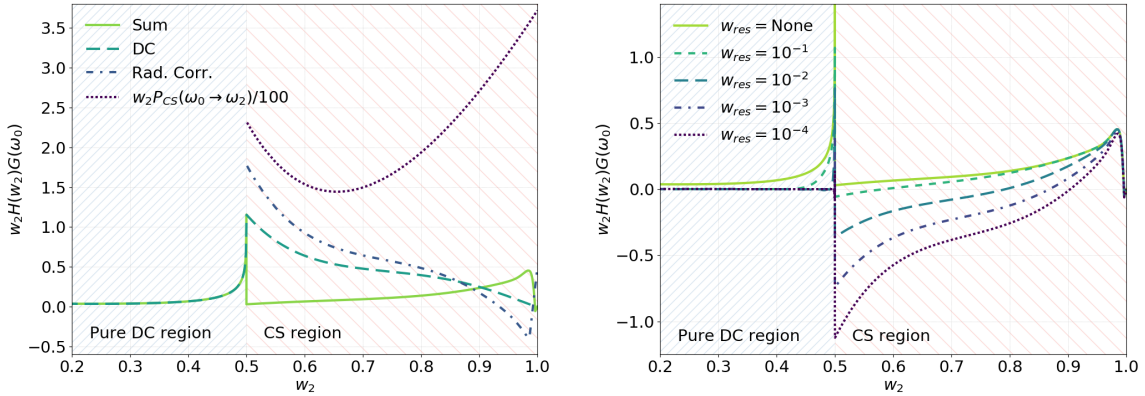 w₂H(w₂)G(ω₀)
3.5
3.0
2.5
2.0
1.5
1.0
0.5
0.0
−0.5
Sum
DC
Rad. Corr.
w₂P_CS(ω₀ → ω₂)/100
Pure DC region
CS region
0.2 0.3 0.4 0.5 0.6 0.7 0.8 0.9 1.0
w₂
w₂H(w₂)G(ω₀)
1.0
0.5
0.0
−0.5
−1.0
w_res = None
w_res = 10⁻¹
w_res = 10⁻²
w_res = 10⁻³
w_res = 10⁻⁴
Pure DC region
CS region
0.2 0.3 0.4 0.5 0.6 0.7 0.8 0.9 1.0
w₂